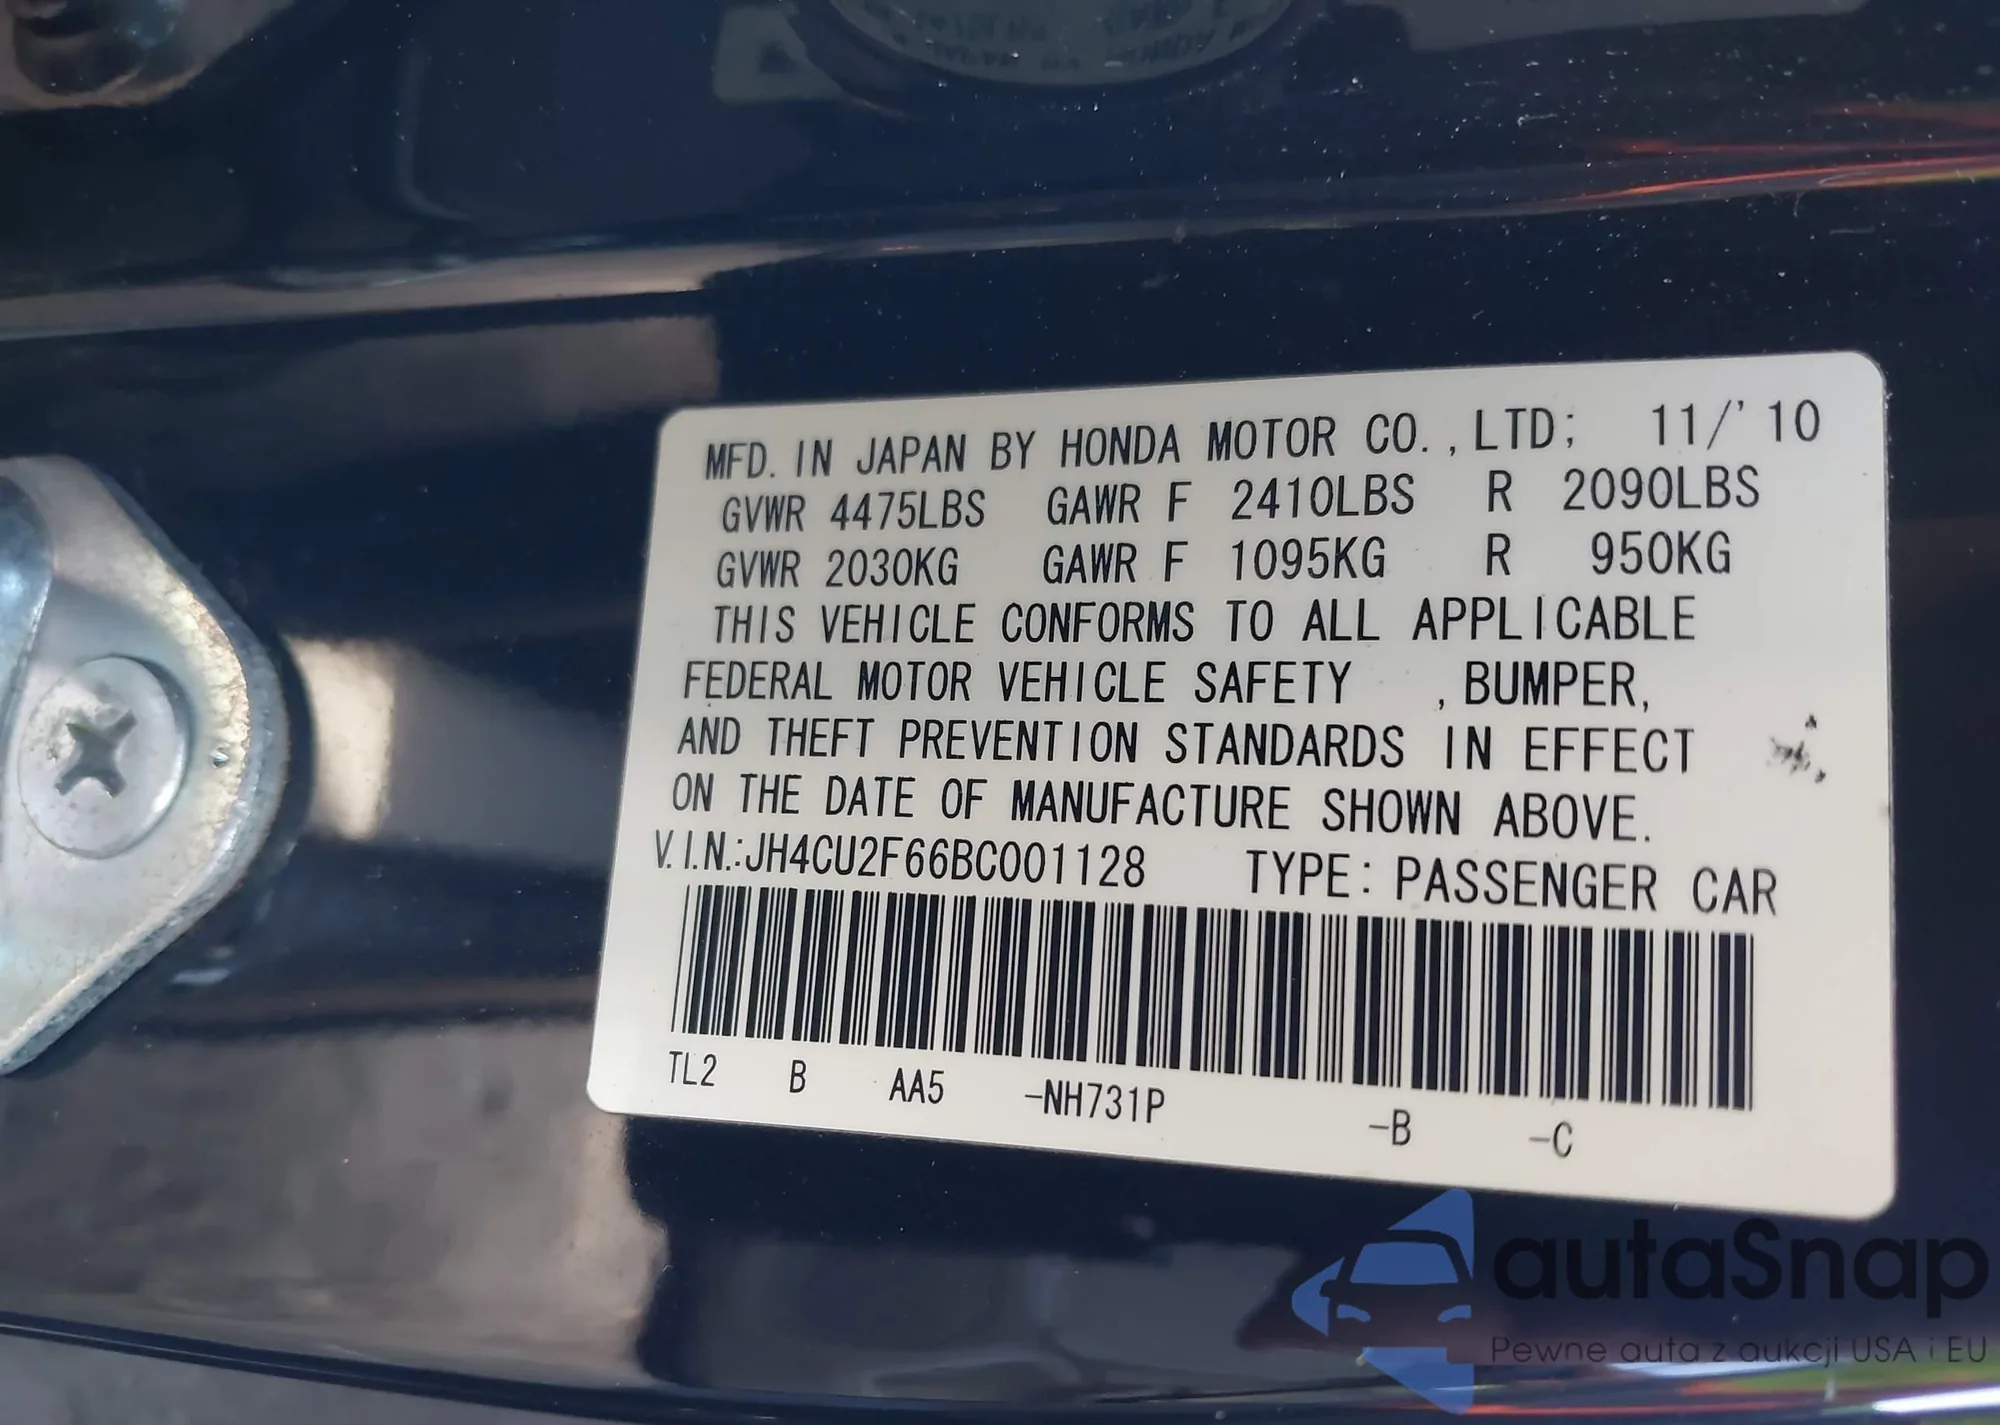 MFD. IN JAPAN BY HONDA MOTOR CO.,LTD; 11/'10
GVWR 4475LBS GAWR F 2410LBS R 2090LBS
GVWR 2030KG GAWR F 1095KG R 950KG
THIS VEHICLE CONFORMS TO ALL APPLICABLE
FEDERAL MOTOR VEHICLE SAFETY , BUMPER,
AND THEFT PREVENTION STANDARDS IN EFFECT
ON THE DATE OF MANUFACTURE SHOWN ABOVE.
V.I.N.:JH4CU2F66BC001128 TYPE: PASSENGER CAR
TL2 B AA5 -NH731P -B -C
autaSnap
Pewne auta z aukcji USA i EU